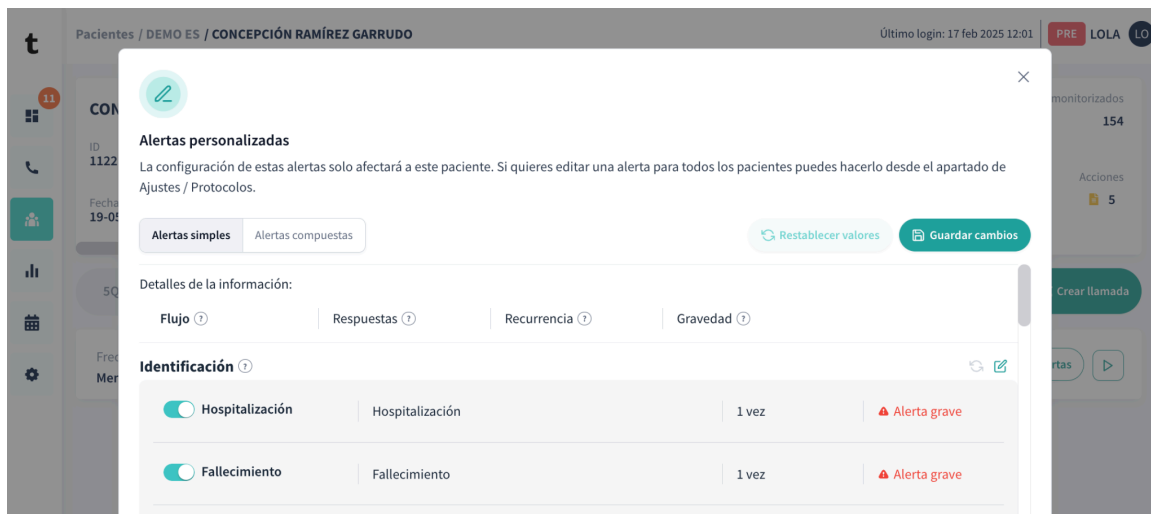 t
Pacientes / DEMO ES / CONCEPCIÓN RAMÍREZ GARRUDO
Último login: 17 feb 2025 12:01
PRE
LOLA
LO
11
CON
ID
1122
Fecha
19-05
monitorizados
154
Acciones
5
Alertas personalizadas
La configuración de estas alertas solo afectará a este paciente. Si quieres editar una alerta para todos los pacientes puedes hacerlo desde el apartado de
Ajustes / Protocolos.
Alertas simples
Alertas compuestas
Restablecer valores
Guardar cambios
Detalles de la información:
SQ
Crear llamada
Flujo ?
Respuestas ?
Recurrencia ?
Gravedad ?
Frec
Men
rtas
Identificación ?
Hospitalización
Hospitalización
1 vez
Alerta grave
Fallecimiento
Fallecimiento
1 vez
Alerta grave